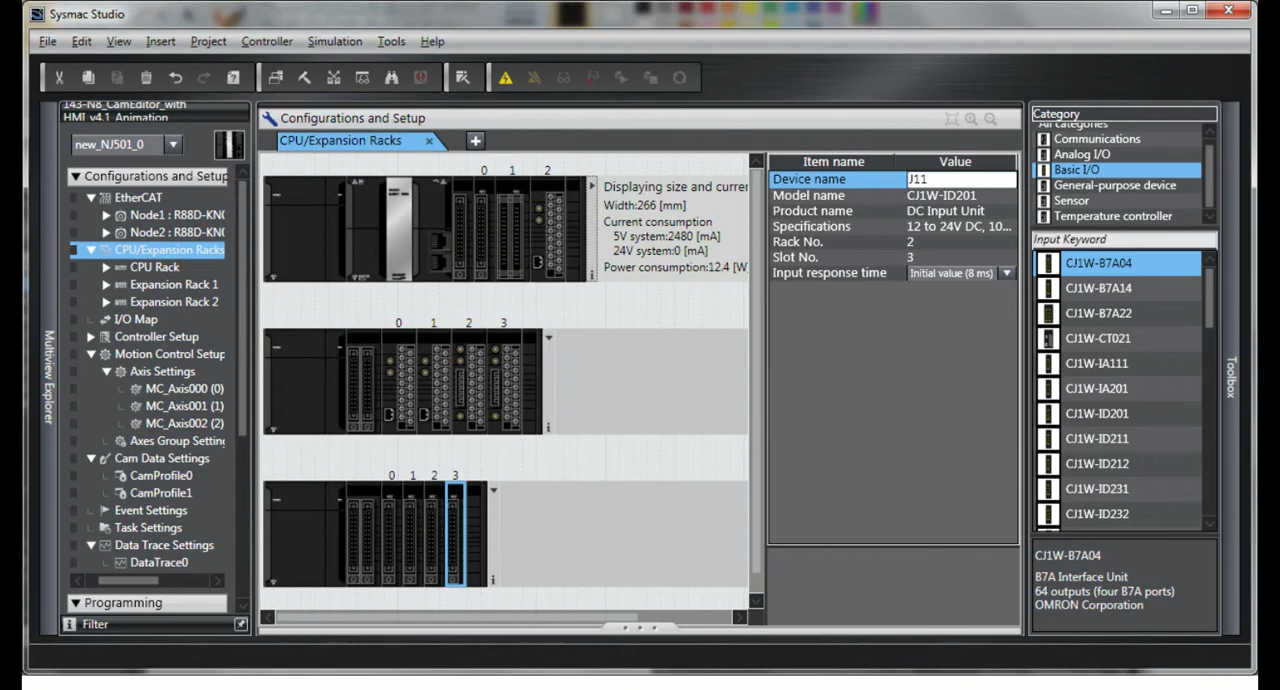 Sysmac Studio
File Edit View Insert Project Controller Simulation Tools Help
143-N8_CamEditor_with
HMI v4.1 Animation
new_NJ501_0
Multiview Explorer
Configurations and Setup
EtherCAT
Node1 : R88D-KN(
Node2 : R88D-KN(
CPU/Expansion Racks
CPU Rack
Expansion Rack 1
Expansion Rack 2
I/O Map
Controller Setup
Motion Control Setup
Axis Settings
MC_Axis000 (0)
MC_Axis001 (1)
MC_Axis002 (2)
Axes Group Setting
Cam Data Settings
CamProfile0
CamProfile1
Event Settings
Task Settings
Data Trace Settings
DataTrace0
Programming
Filter
Configurations and Setup
CPU/Expansion Racks
0 1 2
Displaying size and currer
Width:266 [mm]
Current consumption
5V system:2480 [mA]
24V system:0 [mA]
Power consumption:12.4 [W
0 1 2 3
0 1 2 3
Item name Value
Device name J11
Model name CJ1W-ID201
Product name DC Input Unit
Specifications 12 to 24V DC, 10...
Rack No. 2
Slot No. 3
Input response time Initial value (8 ms)
Category
All categories
Communications
Analog I/O
Basic I/O
General-purpose device
Sensor
Temperature controller
Input Keyword
CJ1W-B7A04
CJ1W-B7A14
CJ1W-B7A22
CJ1W-CT021
CJ1W-IA111
CJ1W-IA201
CJ1W-ID201
CJ1W-ID211
CJ1W-ID212
CJ1W-ID231
CJ1W-ID232
CJ1W-B7A04
B7A Interface Unit
64 outputs (four B7A ports)
OMRON Corporation
Toolbox